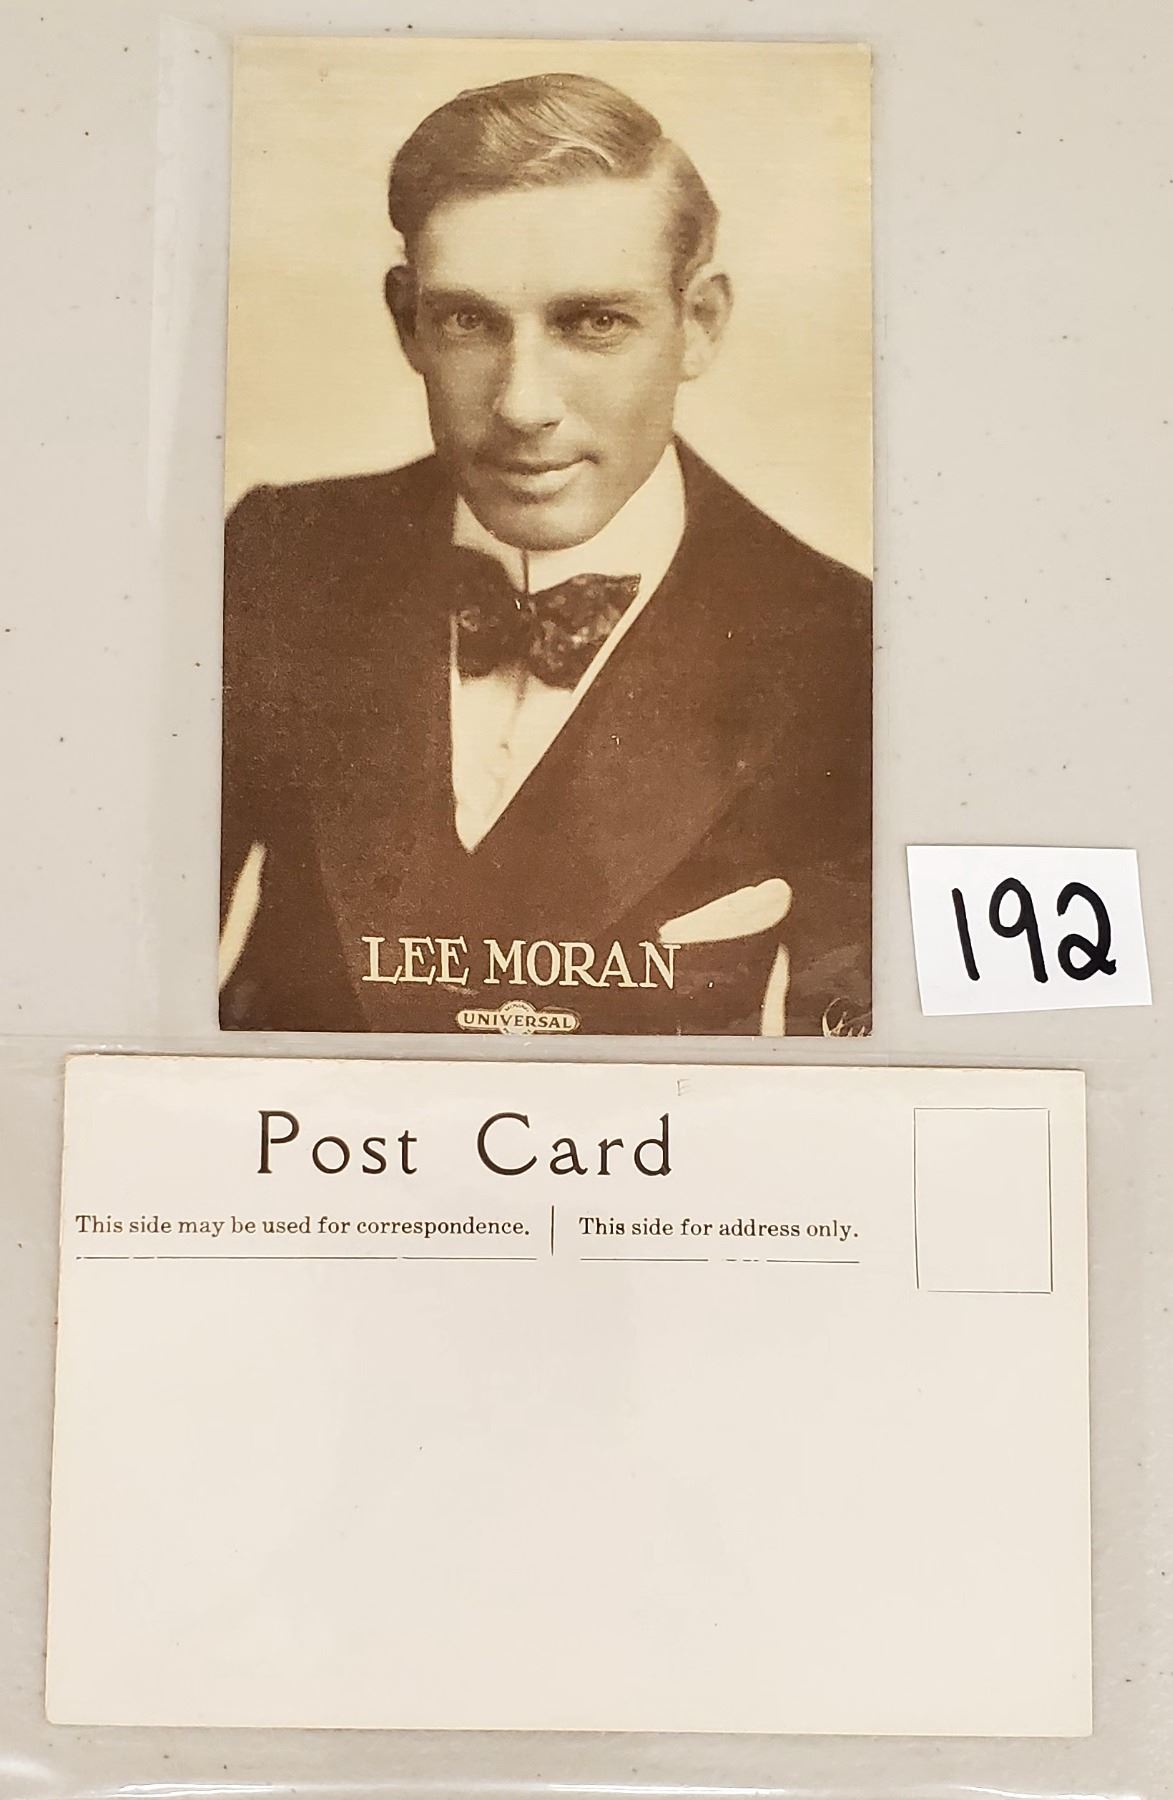 LEE MORAN
UNIVERSAL
192
E
Post Card
This side may be used for correspondence.
This side for address only.